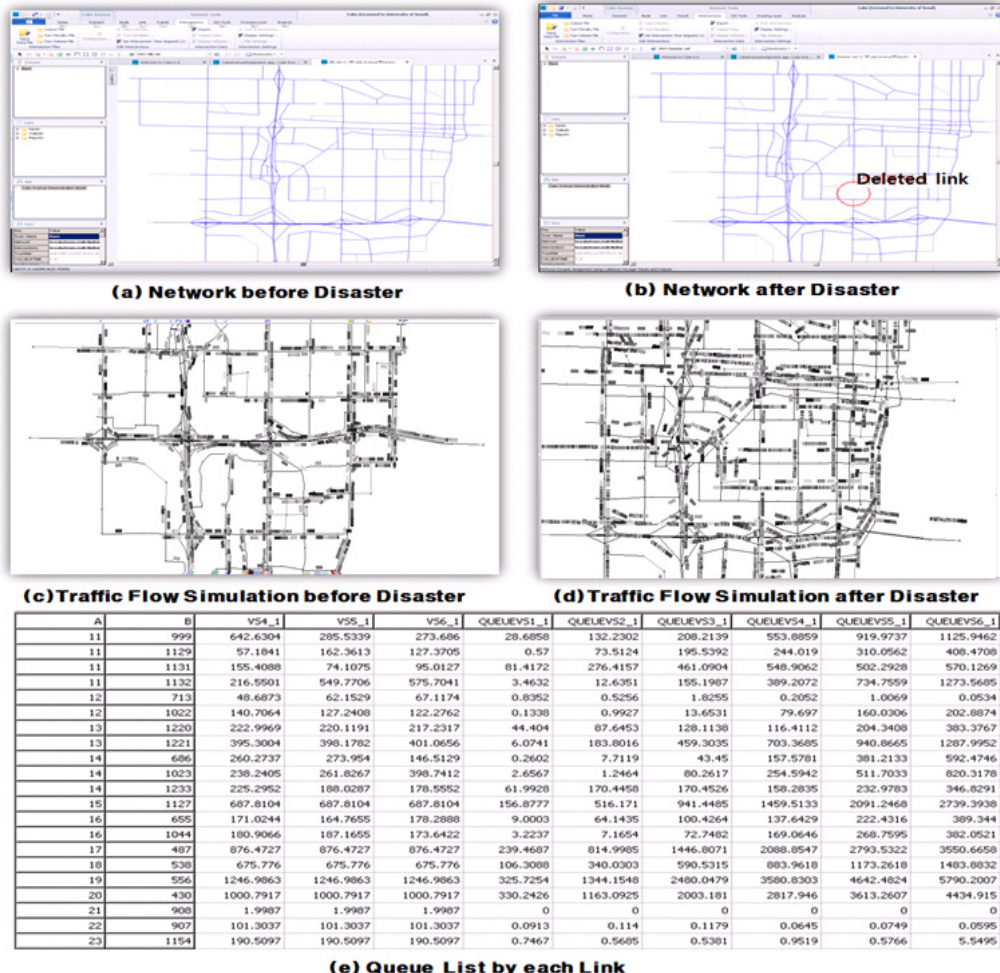 Deleted link
(a) Network before Disaster
(b) Network after Disaster
(c)Traffic Flow Simulation before Disaster
(d)Traffic Flow Simulation after Disaster
A B VS4_1 VS5_1 VS6_1 QUEUEVS1_1 QUEUEVS2_1 QUEUEVS3_1 QUEUEVS4_1 QUEUEVS5_1 QUEUEVS6_1
11 999 642.6304 285.5339 273.686 28.6858 132.2302 208.2139 553.8859 919.9737 1125.9462
11 1129 57.1841 162.3613 127.3705 0.57 73.5124 195.5392 244.019 310.0562 408.4708
11 1131 155.4088 74.1075 95.0127 81.4172 276.4157 461.0904 548.9062 502.2928 570.1269
11 1132 216.5501 549.7706 575.7041 3.4632 12.6351 155.1987 389.2072 734.7559 1273.5685
12 713 48.6873 62.1529 67.1174 0.8352 0.5256 1.8255 0.2052 1.0069 0.0534
12 1022 140.7064 127.2408 122.2762 0.1338 0.9927 13.6531 79.697 160.0306 202.8874
13 1220 222.9969 220.1191 217.2317 44.404 87.6453 128.1138 116.4112 204.3408 383.3767
13 1221 395.3004 398.1782 401.0656 6.0741 183.8016 459.3035 703.3685 940.8665 1287.9952
14 686 260.2737 273.954 146.5129 0.2602 7.7119 43.45 157.5781 381.2133 592.4746
14 1023 238.2405 261.8267 398.7412 2.6567 1.2464 80.2617 254.5942 511.7033 820.3178
14 1233 225.2952 188.0287 178.5552 61.9928 170.4458 170.4526 158.2835 232.9783 346.8291
15 1127 687.8104 687.8104 687.8104 156.8777 516.171 941.4485 1459.5133 2091.2468 2739.3938
16 655 171.0244 164.7655 178.2888 9.0003 64.1435 100.4264 137.6429 222.4316 389.344
16 1044 180.9066 187.1655 173.6422 3.2237 7.1654 72.7482 169.0646 268.7595 382.0521
17 487 876.4727 876.4727 876.4727 239.4687 814.9985 1446.8071 2088.8547 2793.5322 3550.6658
18 538 675.776 675.776 675.776 106.3088 340.0303 590.5315 883.9618 1173.2618 1483.8832
19 556 1246.9863 1246.9863 1246.9863 325.7254 1344.1548 2480.0479 3580.8303 4642.4824 5790.2007
20 430 1000.7917 1000.7917 1000.7917 330.2426 1163.0925 2003.181 2817.946 3613.2607 4434.915
21 908 1.9987 1.9987 1.9987 0 0 0 0 0 0
22 907 101.3037 101.3037 101.3037 0.0913 0.114 0.1179 0.0645 0.0749 0.0595
23 1154 190.5097 190.5097 190.5097 0.7467 0.5685 0.5381 0.9519 0.5766 5.5495
(e) Queue List by each Link